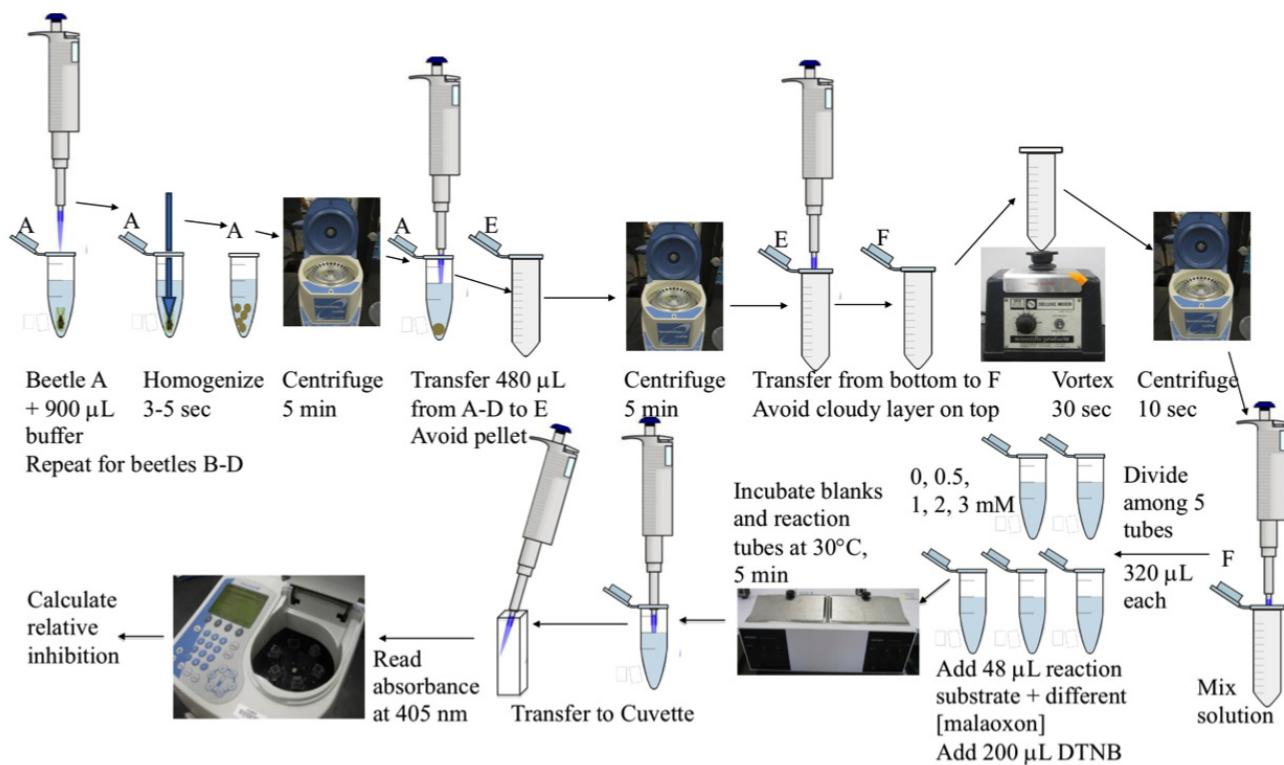 A
A
A
A
E
E
F
Beetle A
+ 900 μL
buffer
Repeat for beetles B-D
Homogenize
3-5 sec
Centrifuge
5 min
Transfer 480 μL
from A-D to E
Avoid pellet
Centrifuge
5 min
Transfer from bottom to F
Avoid cloudy layer on top
DELUXE MIXER
Vortex
30 sec
Centrifuge
10 sec
F
Mix
solution
Divide
among 5
tubes
320 μL
each
0, 0.5,
1, 2, 3 mM
Add 48 μL reaction
substrate + different
[malaoxon]
Add 200 μL DTNB
Incubate blanks
and reaction
tubes at 30°C,
5 min
Transfer to Cuvette
Read
absorbance
at 405 nm
Calculate
relative
inhibition